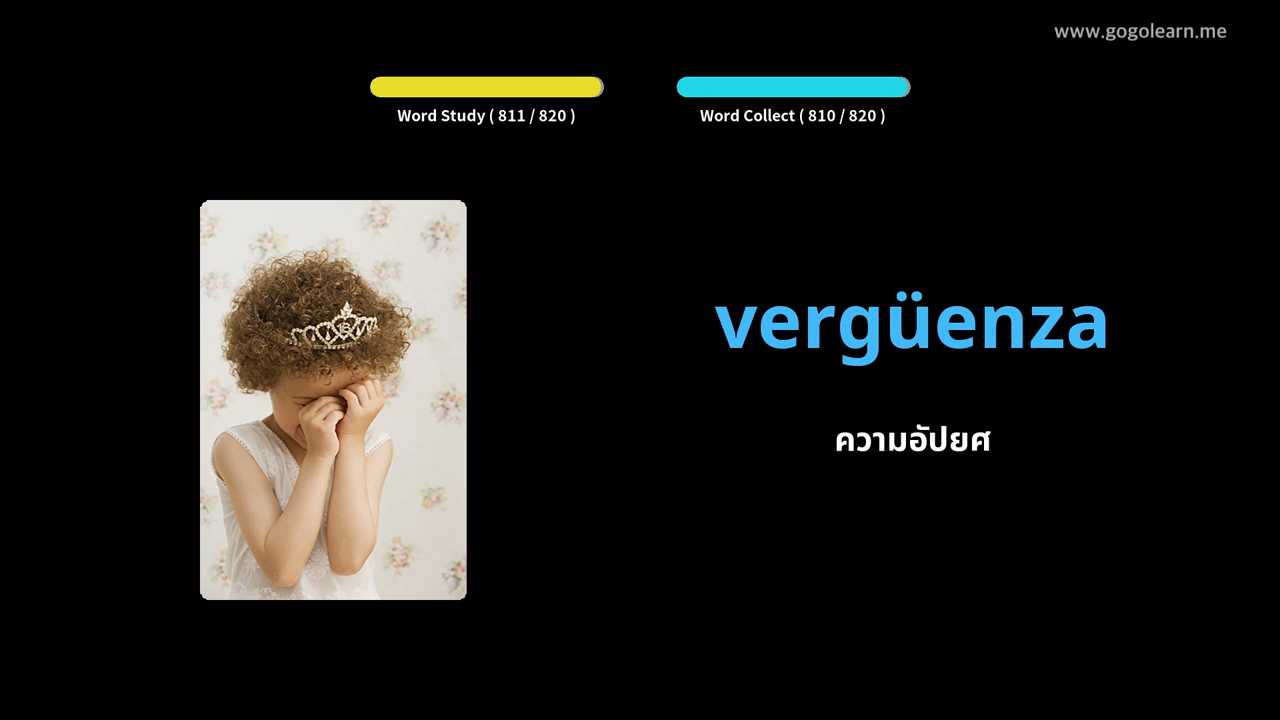 www.gogolearn.me
Word Study ( 811 / 820 )
Word Collect ( 810 / 820 )
vergüenza
ความอัปยศ